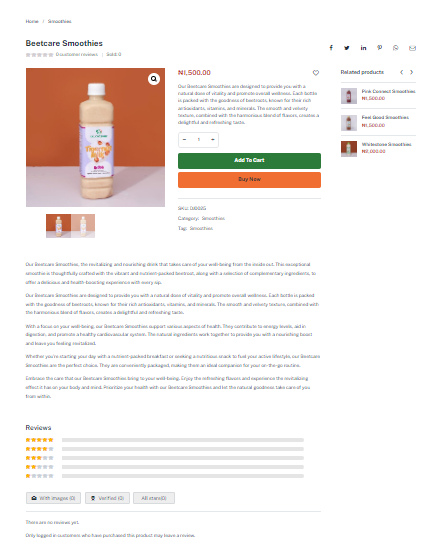 Home / Smoothies
Beetcare Smoothies
0 customer reviews | Sold: 0
₦1,500.00
Our Beetcare Smoothies are designed to provide you with a
natural dose of vitality and promote overall wellness. Each bottle
is packed with the goodness of beetroots, known for their rich
antioxidants, vitamins, and minerals. The smooth and velvety
texture, combined with the harmonious blend of flavors, creates a
delightful and refreshing taste.
− 1 +
Add To Cart
Buy Now
Category: Smoothies
Tag: Smoothies
Related products
Pink Connect Smoothies
₦1,500.00
Feel Good Smoothies
₦1,500.00
Whitestone Smoothies
₦2,000.00
Our Beetcare Smoothies, the revitalizing and nourishing drink that takes care of your well-being from the inside out. This exceptional
smoothie is thoughtfully crafted with the vibrant and nutrient-packed beetroot, along with a selection of complementary ingredients, to
offer a delicious and health-boosting experience with every sip.
Our Beetcare Smoothies are designed to provide you with a natural dose of vitality and promote overall wellness. Each bottle is packed
with the goodness of beetroots, known for their rich antioxidants, vitamins, and minerals. The smooth and velvety texture, combined with
the harmonious blend of flavors, creates a delightful and refreshing taste.
With a focus on your well-being, our Beetcare Smoothies support various aspects of health. They contribute to energy levels, aid in
digestion, and promote a healthy cardiovascular system. The natural ingredients work together to provide you with a nourishing boost
and leave you feeling revitalized.
Whether you're starting your day with a nutrient-packed breakfast or seeking a nutritious snack to fuel your active lifestyle, our Beetcare
Smoothies are the perfect choice. They are conveniently packaged, making them an ideal companion for your on-the-go routine.
Embrace the care that our Beetcare Smoothies bring to your well-being. Enjoy the refreshing flavors and experience the revitalizing
effect it has on your body and mind. Prioritize your health with our Beetcare Smoothies and let the natural goodness take care of you
from within.
Reviews
With images (0)
Verified (0)
All stars(0)
There are no reviews yet.
Only logged in customers who have purchased this product may leave a review.